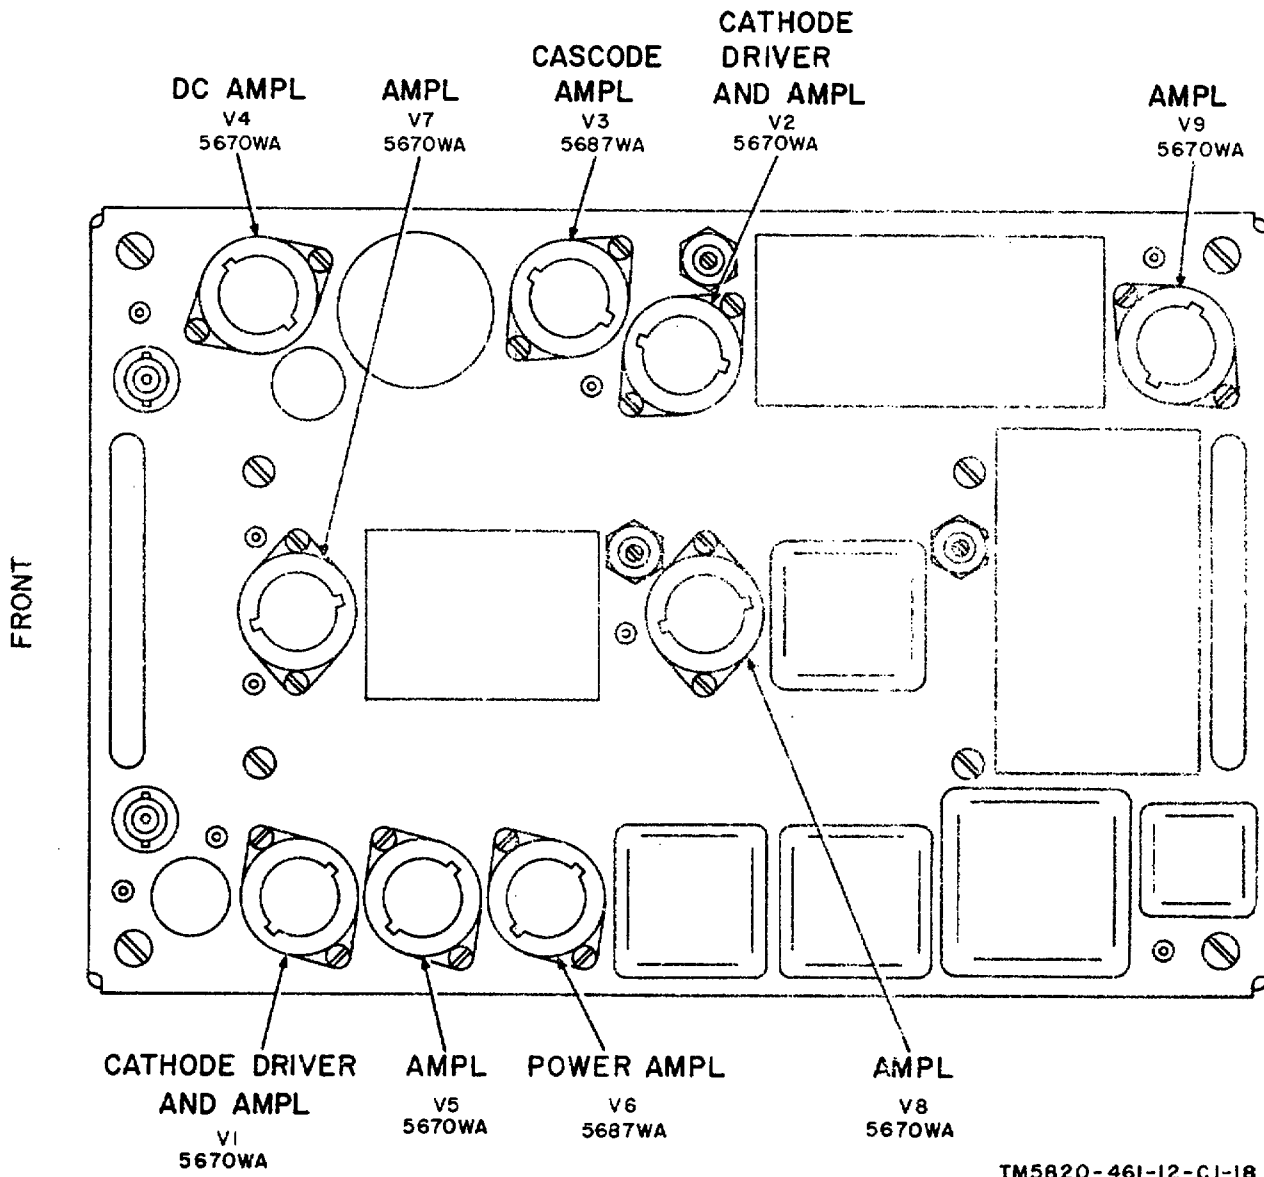 DC AMPL
V4
5670WA
AMPL
V7
5670WA
CASCODE
AMPL
V3
5687WA
CATHODE
DRIVER
AND AMPL
V2
5670WA
AMPL
V9
5670WA
FRONT
CATHODE DRIVER
AND AMPL
V1
5670WA
AMPL
V5
5670WA
POWER AMPL
V6
5687WA
AMPL
V8
5670WA
TM5820-461-12-C1-18